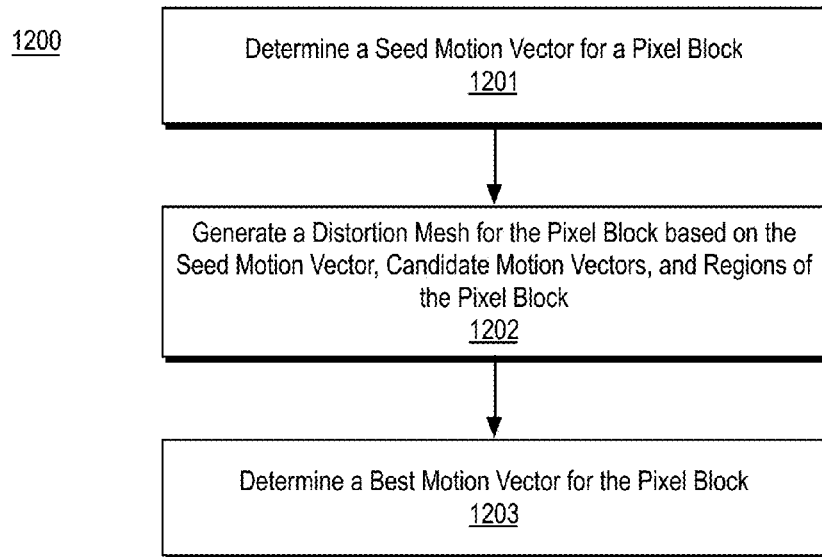 1200
Determine a Seed Motion Vector for a Pixel Block
1201
Generate a Distortion Mesh for the Pixel Block based on the
Seed Motion Vector, Candidate Motion Vectors, and Regions of
the Pixel Block
1202
Determine a Best Motion Vector for the Pixel Block
1203